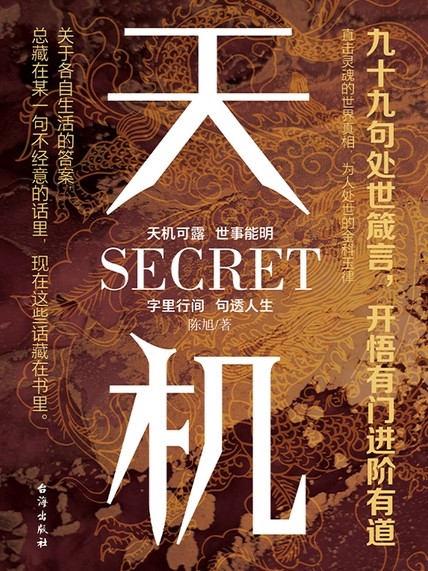 天
机
九十九句处世箴言，开悟有门进阶有道
直击灵魂的世界真相 为人处世的金科玉律
天机可露 世事能明
SECRET
字里行间 句透人生
陈旭/著
关于各自生活的答案
总藏在某一句不经意的话里，现在这些话藏在书里。
台海出版社